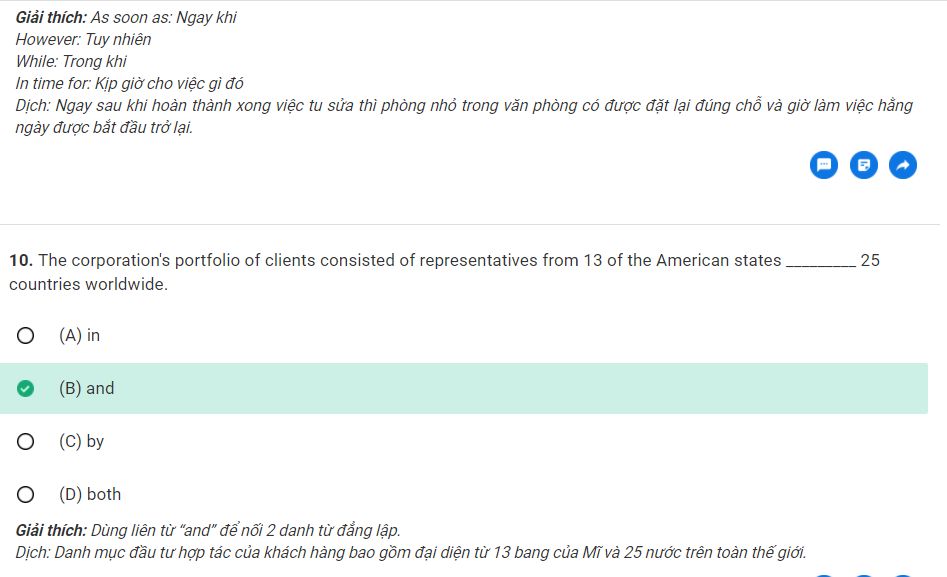 Giải thích: As soon as: Ngay khi
However: Tuy nhiên
While: Trong khi
In time for: Kịp giờ cho việc gì đó
Dịch: Ngay sau khi hoàn thành xong việc tu sửa thì phòng nhỏ trong văn phòng có được đặt lại đúng chỗ và giờ làm việc hằng
ngày được bắt đầu trở lại.
10. The corporation's portfolio of clients consisted of representatives from 13 of the American states _________ 25
countries worldwide.
(A) in
(B) and
(C) by
(D) both
Giải thích: Dùng liên từ “and” để nối 2 danh từ đẳng lập.
Dịch: Danh mục đầu tư hợp tác của khách hàng bao gồm đại diện từ 13 bang của Mĩ và 25 nước trên toàn thế giới.